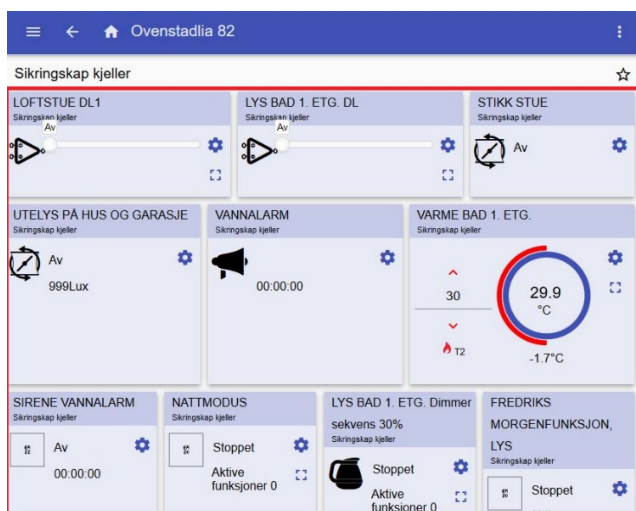 Ovenstadlia 82
Sikringskap kjeller
LOFTSTUE DL1
Sikringskap kjeller
Av
LYS BAD 1. ETG. DL
Sikringskap kjeller
Av
STIKK STUE
Sikringskap kjeller
Av
UTELYS PÅ HUS OG GARASJE
Sikringskap kjeller
Av
999Lux
VANNALARM
Sikringskap kjeller
00:00:00
VARME BAD 1. ETG.
Sikringskap kjeller
30
T2
29.9
°C
-1.7°C
SIRENE VANNALARM
Sikringskap kjeller
Av
00:00:00
NATTMODUS
Sikringskap kjeller
Stoppet
Aktive
funksjoner 0
LYS BAD 1. ETG. Dimmer
sekvens 30%
Sikringskap kjeller
Stoppet
Aktive
funksjoner 0
FREDRIKS
MORGENFUNKSJON,
LYS
Sikringskap kjeller
Stoppet